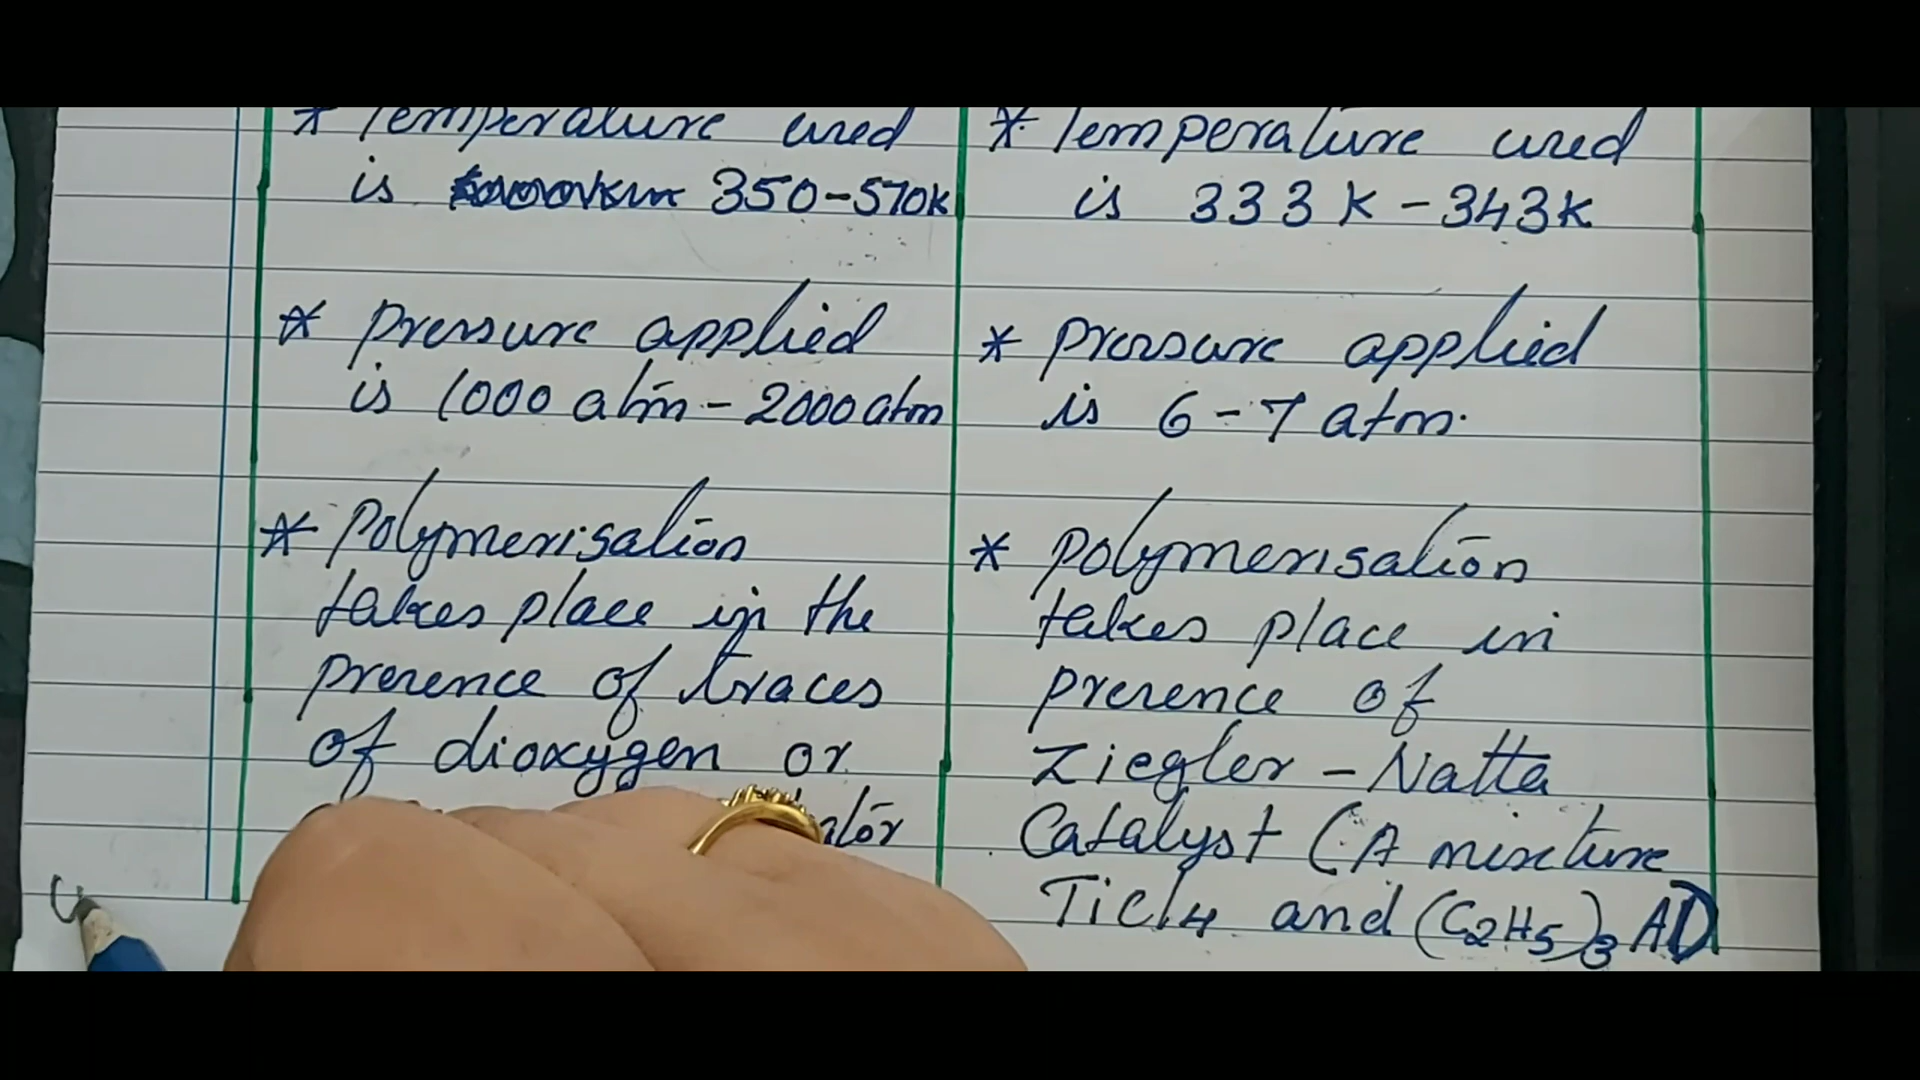 * Temperature used
is 350-570k
* pressure applied
is 1000 atm - 2000 atm
* Polymerisation
takes place in the
presence of traces
of dioxygen or
* Temperature used
is 333 K - 343K
* pressure applied
is 6-7 atm.
* polymerisation
takes place in
presence of
Ziegler - Natta
Catalyst (A mixture
TiCl4 and (C2H5)3 Al)